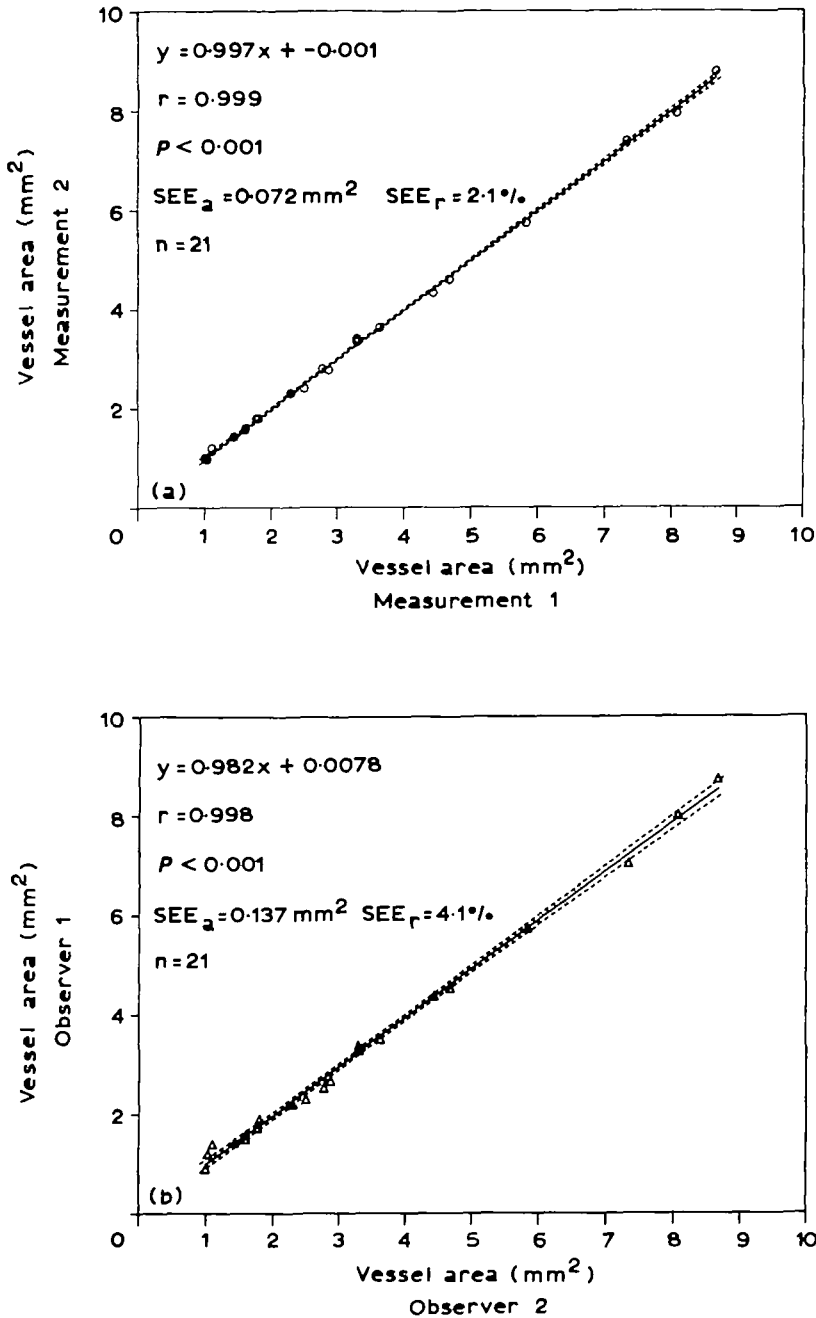 10
y = 0·997x + -0·001
r = 0·999
P < 0·001
SEEa = 0·072 mm² SEEr = 2·1%
n = 21
8
6
4
2
0
(a)
1 2 3 4 5 6 7 8 9 10
Vessel area (mm²)
Measurement 2
Vessel area (mm²)
Measurement 1
10
y = 0·982x + 0·0078
r = 0·998
P < 0·001
SEEa = 0·137 mm² SEEr = 4·1%
n = 21
8
6
4
2
0
(b)
1 2 3 4 5 6 7 8 9 10
Vessel area (mm²)
Observer 1
Vessel area (mm²)
Observer 2